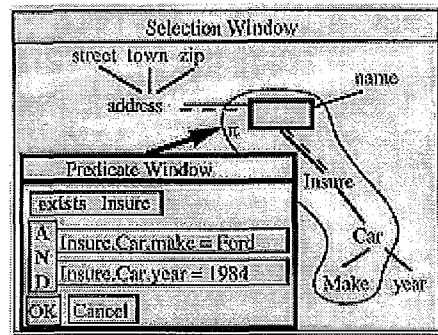 Selection Window
street town zip
name
address
Predicate Window
Insure
exists Insure
AND
Insure.Car.make = Ford
Car
Insure.Car.year = 1984
Make year
OK Cancel